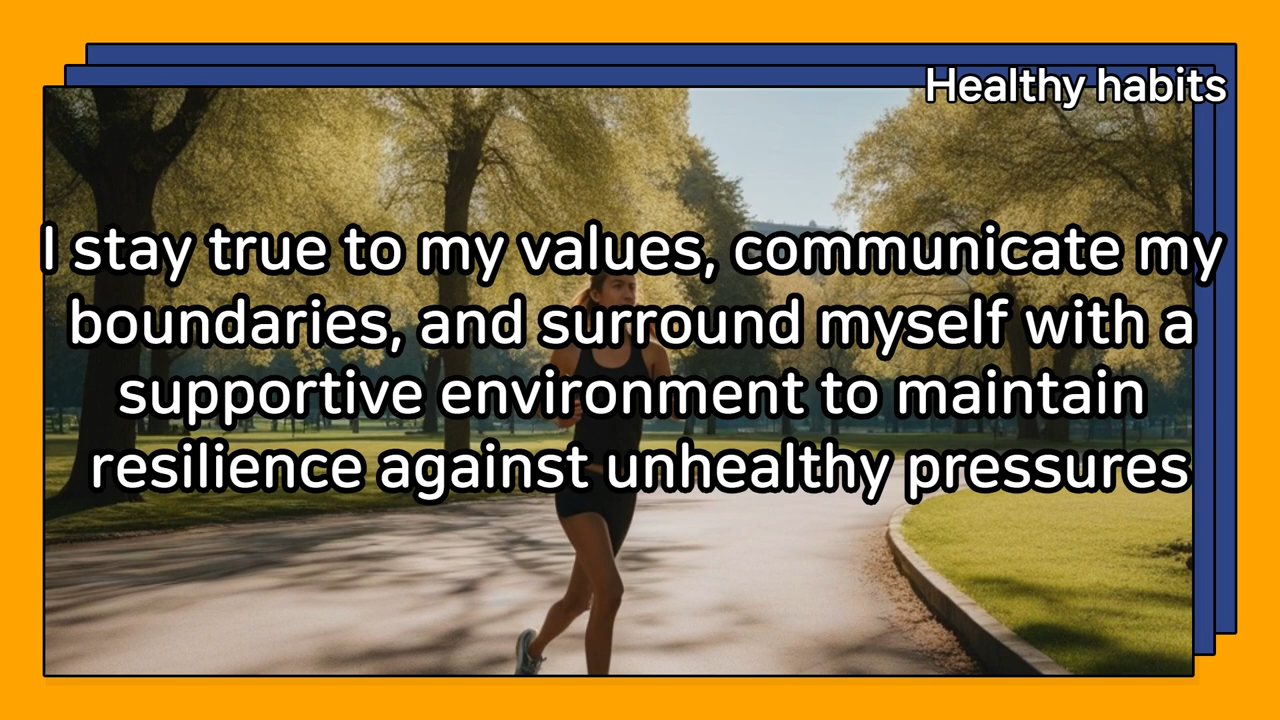 Healthy habits
I stay true to my values, communicate my
boundaries, and surround myself with a
supportive environment to maintain
resilience against unhealthy pressures